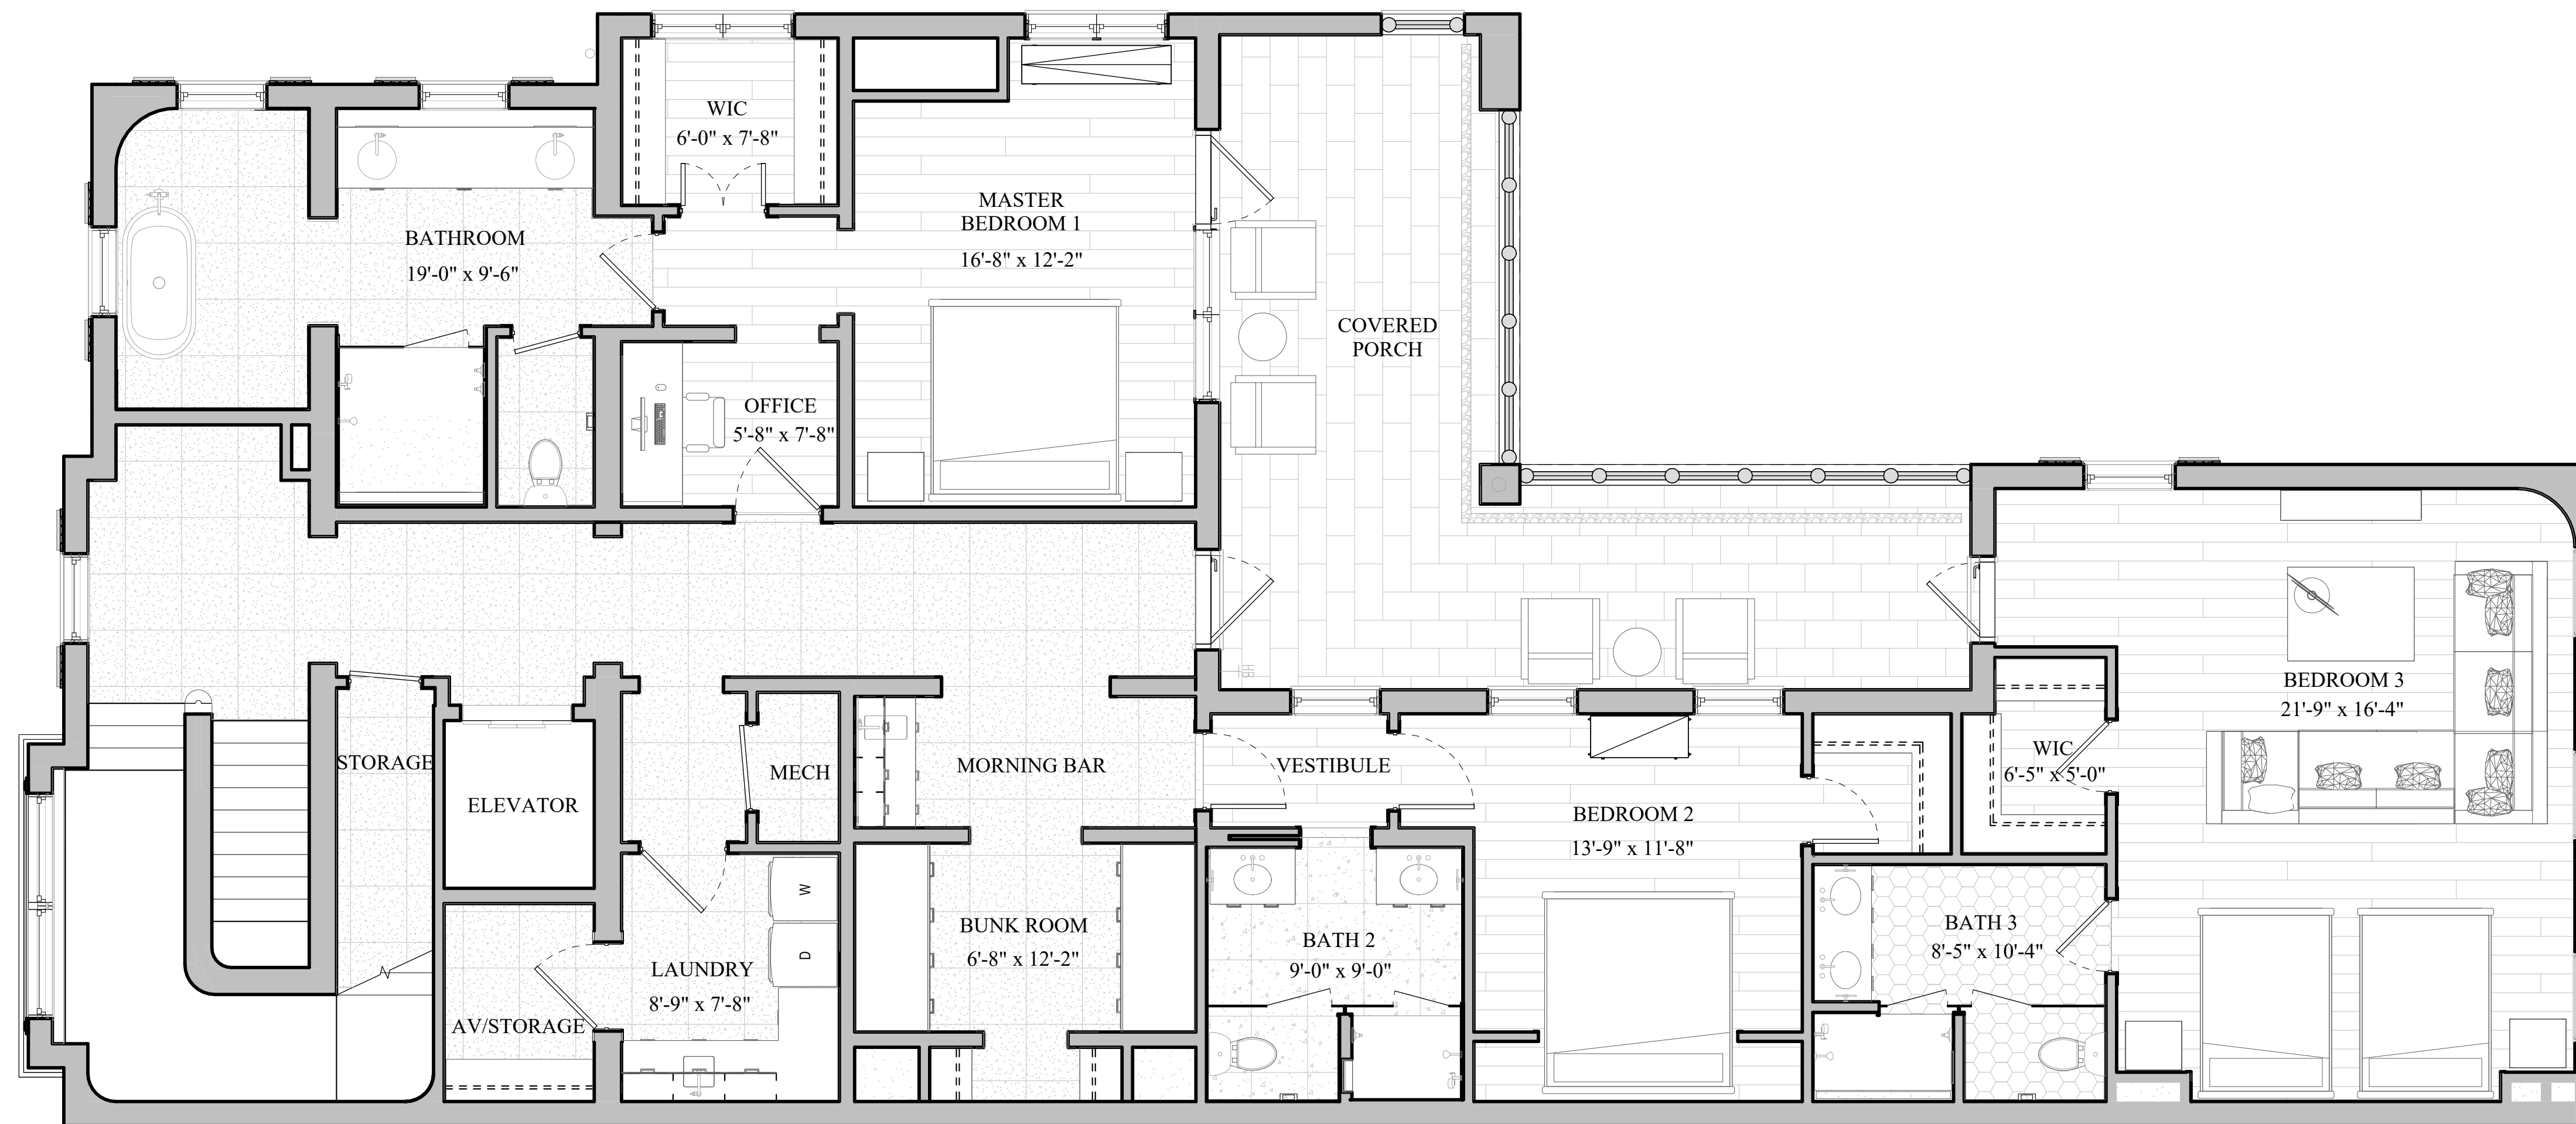 WIC
6'-0" x 7'-8"
MASTER
BEDROOM 1
16'-8" x 12'-2"
BATHROOM
19'-0" x 9'-6"
COVERED
PORCH
OFFICE
5'-8" x 7'-8"
HB
BEDROOM 3
21'-9" x 16'-4"
STORAGE
ELEVATOR
MECH
MORNING BAR
VESTIBULE
WIC
6'-5" x 5'-0"
BEDROOM 2
13'-9" x 11'-8"
W
D
BUNK ROOM
6'-8" x 12'-2"
BATH 2
9'-0" x 9'-0"
BATH 3
8'-5" x 10'-4"
LAUNDRY
8'-9" x 7'-8"
AV/STORAGE